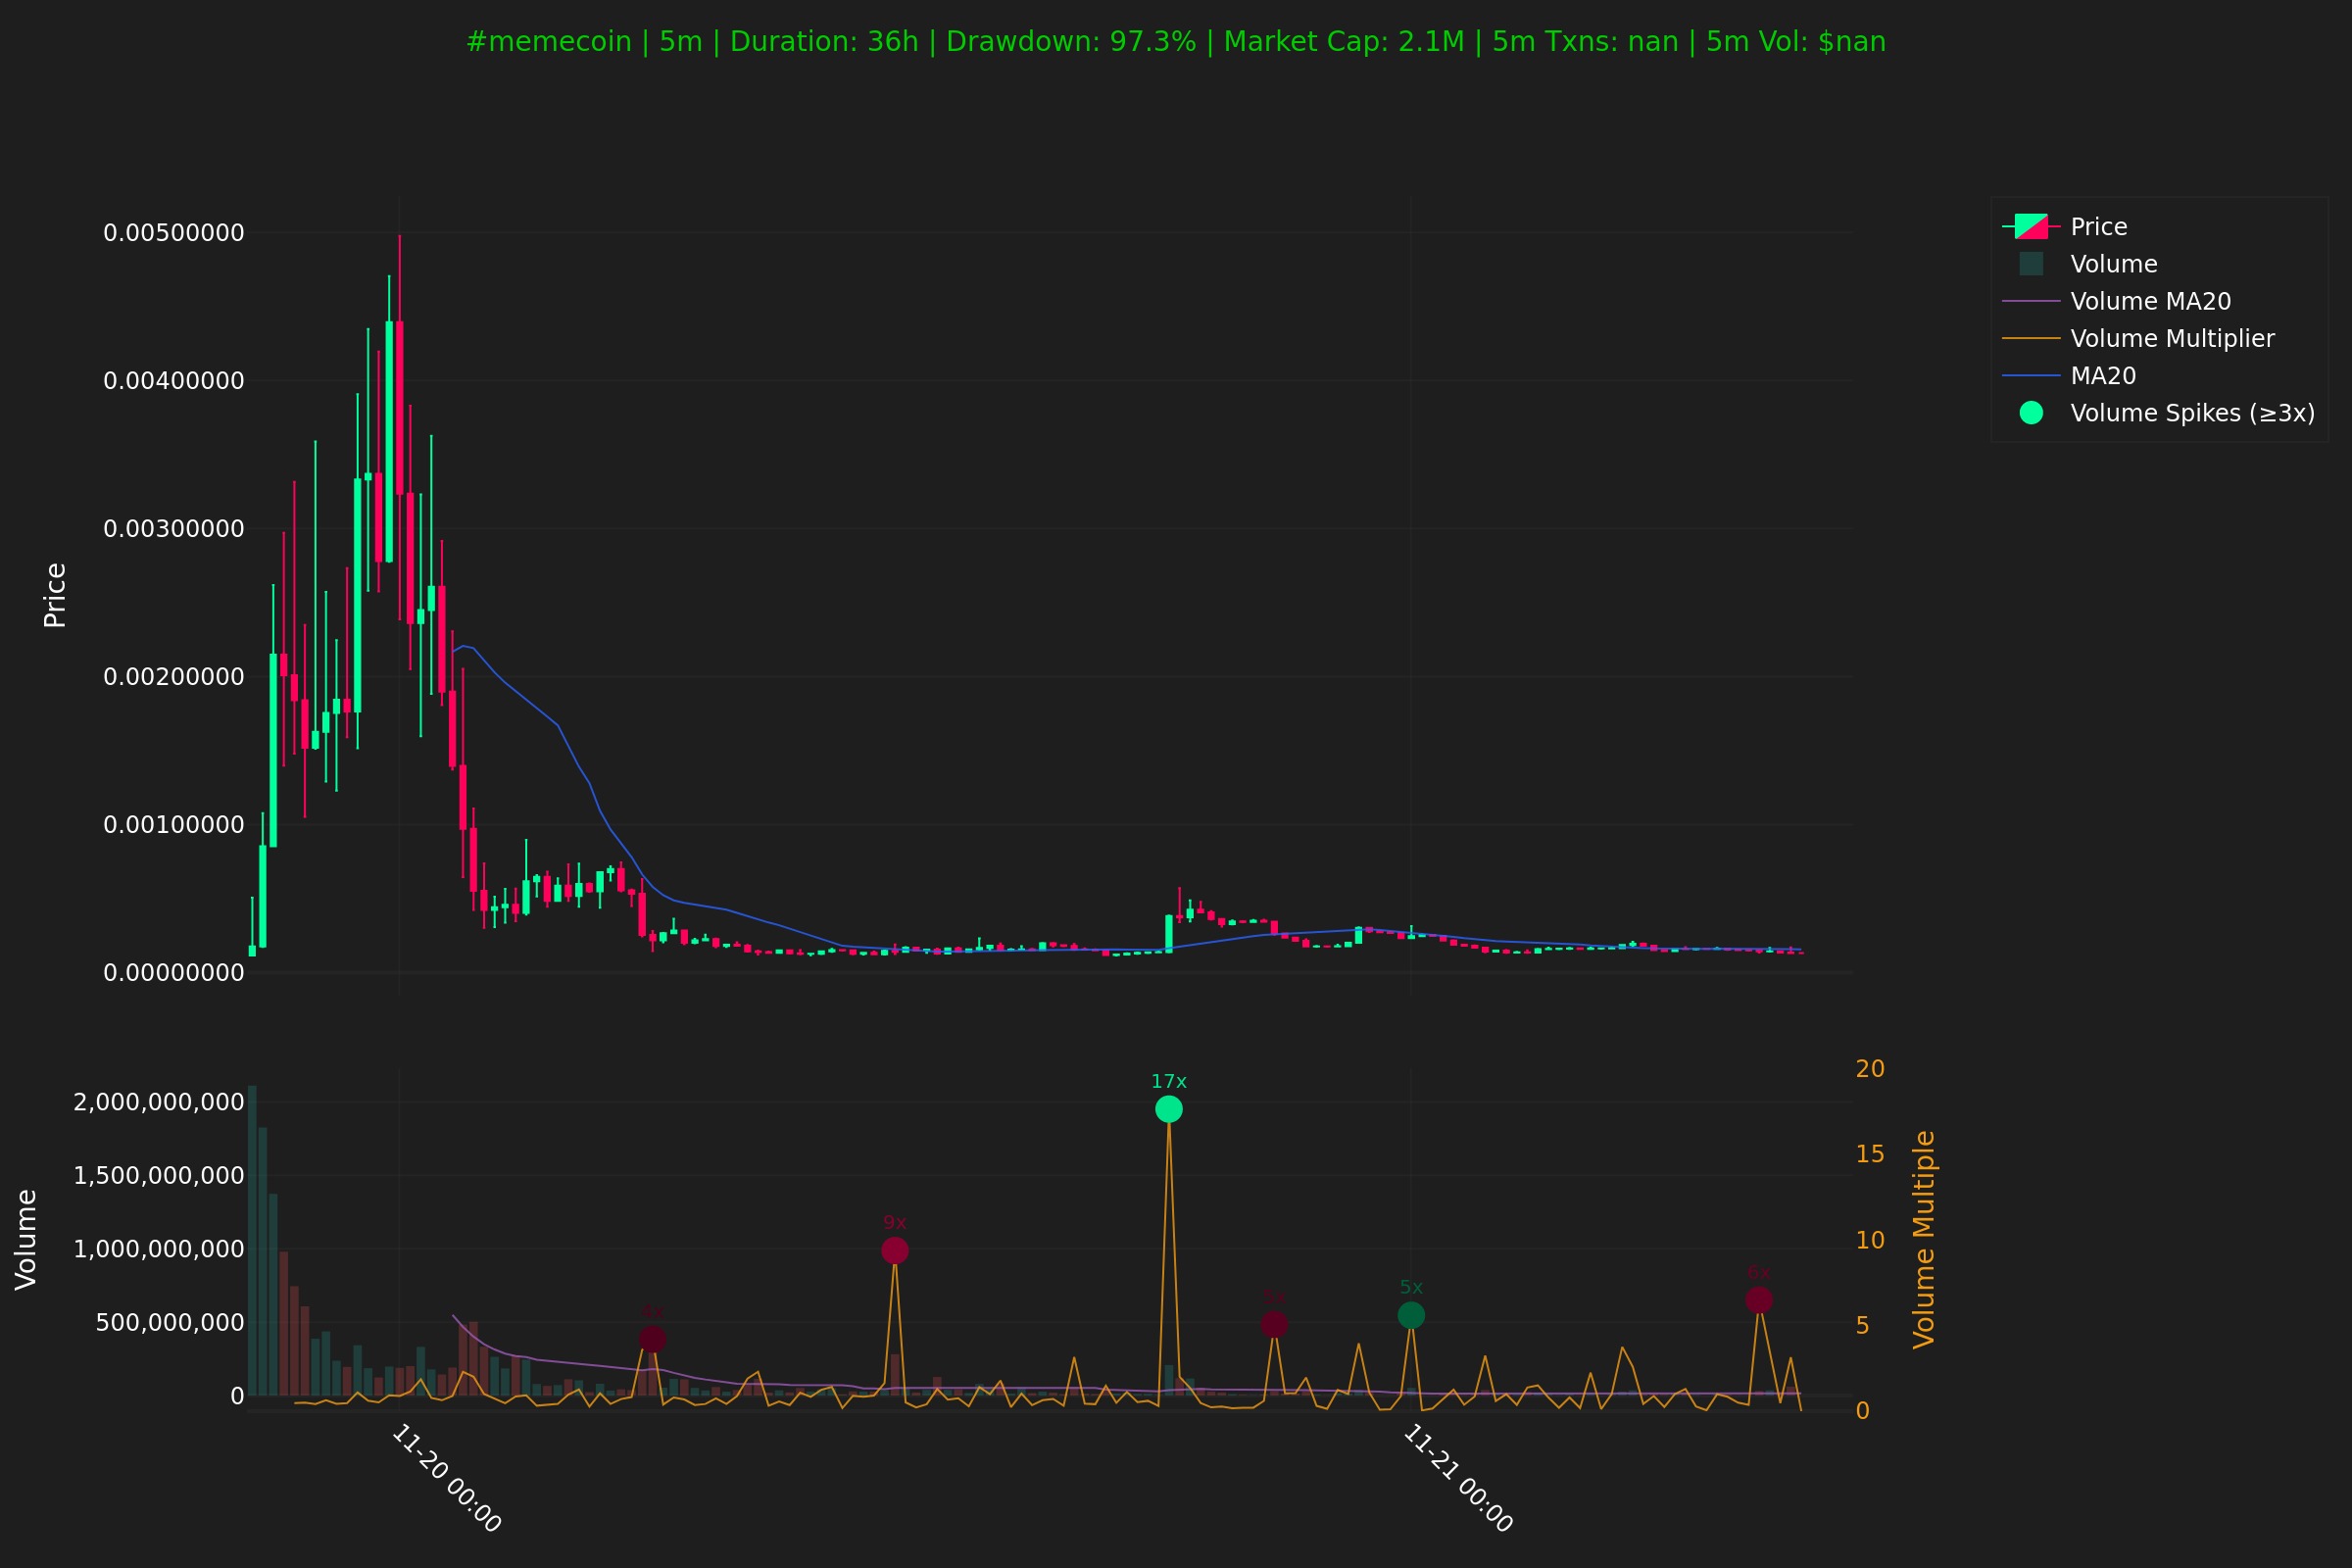 #memecoin | 5m | Duration: 36h | Drawdown: 97.3% | Market Cap: 2.1M | 5m Txns: nan | 5m Vol: $nan
Price
Volume
Volume MA20
Volume Multiplier
MA20
Volume Spikes (≥3x)
Price
0.00500000
0.00400000
0.00300000
0.00200000
0.00100000
0.00000000
Volume
2,000,000,000
1,500,000,000
1,000,000,000
500,000,000
0
4x
9x
17x
5x
5x
6x
20
15
10
5
0
Volume Multiple
11-20 00:00
11-21 00:00